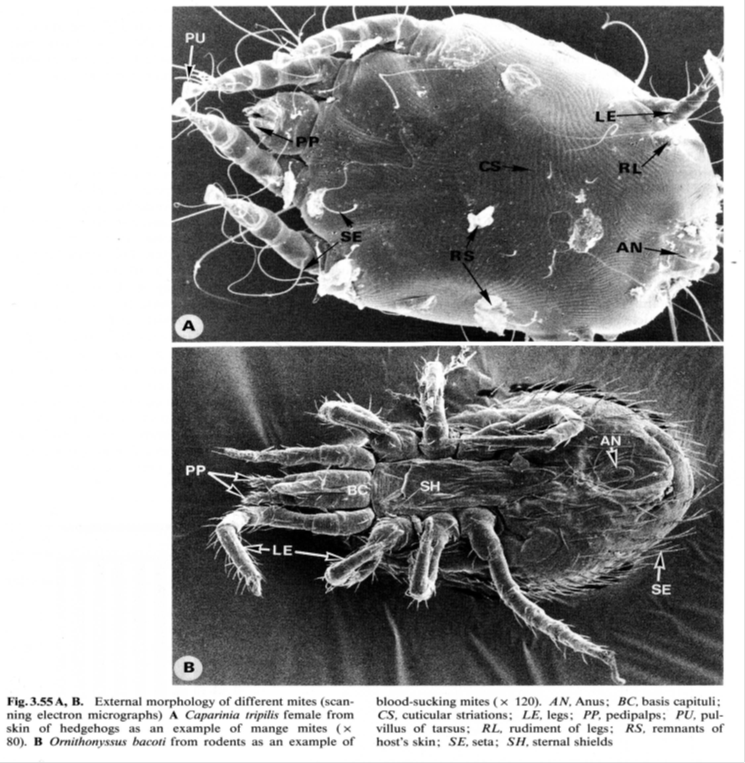 PU
PP
LE
CS
RL
SE
RS
AN
A
AN
PP
BC
SH
LE
SE
B
Fig. 3.55 A, B. External morphology of different mites (scan-
ning electron micrographs) A Caparinia tripilis female from
skin of hedgehogs as an example of mange mites (×
80). B Ornithonyssus bacoti from rodents as an example of
blood-sucking mites (× 120). AN, Anus; BC, basis capituli;
CS, cuticular striations; LE, legs; PP, pedipalps; PU, pul-
villus of tarsus; RL, rudiment of legs; RS, remnants of
host's skin; SE, seta; SH, sternal shields